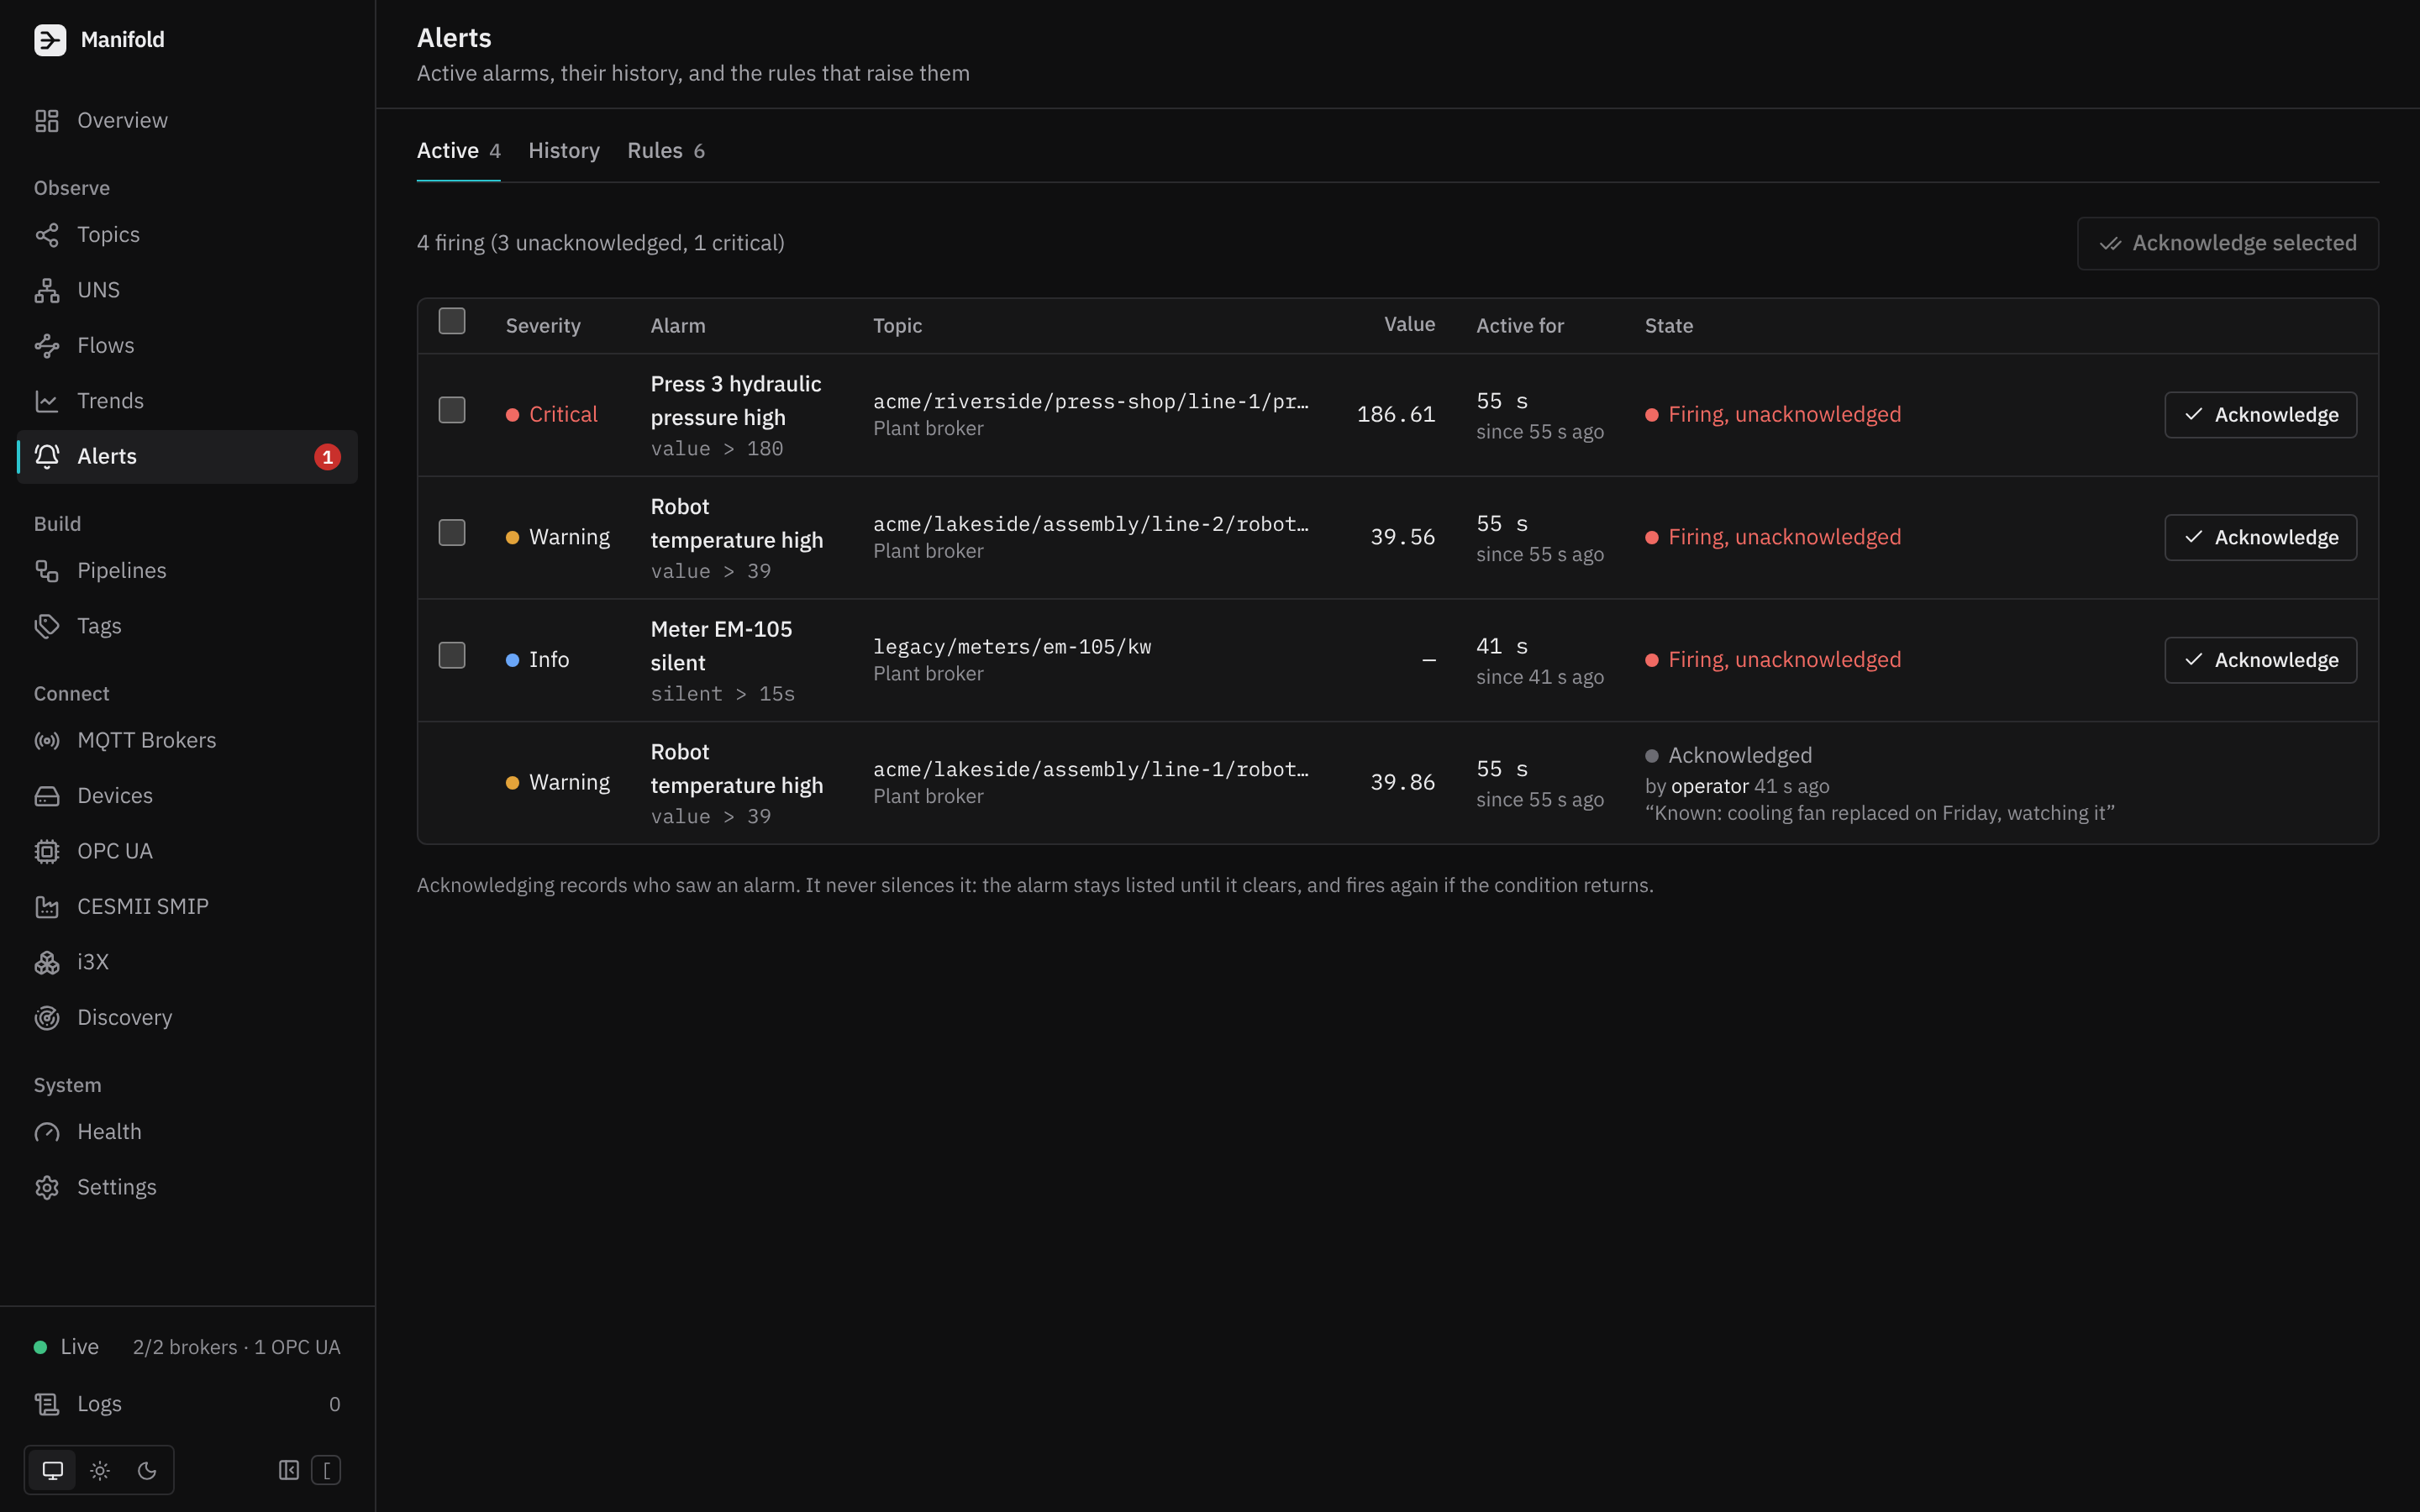 Manifold
Overview
Observe
Topics
UNS
Flows
Trends
Alerts 1
Build
Pipelines
Tags
Connect
MQTT Brokers
Devices
OPC UA
CESMII SMIP
i3X
Discovery
System
Health
Settings
Live 2/2 brokers · 1 OPC UA
Logs 0
[
Alerts
Active alarms, their history, and the rules that raise them
Active 4 History Rules 6
4 firing (3 unacknowledged, 1 critical)
Acknowledge selected
Severity Alarm Topic Value Active for State
Critical
Press 3 hydraulic
pressure high
value > 180
acme/riverside/press-shop/line-1/pr…
Plant broker
186.61
55 s
since 55 s ago
Firing, unacknowledged
Acknowledge
Warning
Robot
temperature high
value > 39
acme/lakeside/assembly/line-2/robot…
Plant broker
39.56
55 s
since 55 s ago
Firing, unacknowledged
Acknowledge
Info
Meter EM-105
silent
silent > 15s
legacy/meters/em-105/kw
Plant broker
—
41 s
since 41 s ago
Firing, unacknowledged
Acknowledge
Warning
Robot
temperature high
value > 39
acme/lakeside/assembly/line-1/robot…
Plant broker
39.86
55 s
since 55 s ago
Acknowledged
by operator 41 s ago
“Known: cooling fan replaced on Friday, watching it”
Acknowledging records who saw an alarm. It never silences it: the alarm stays listed until it clears, and fires again if the condition returns.